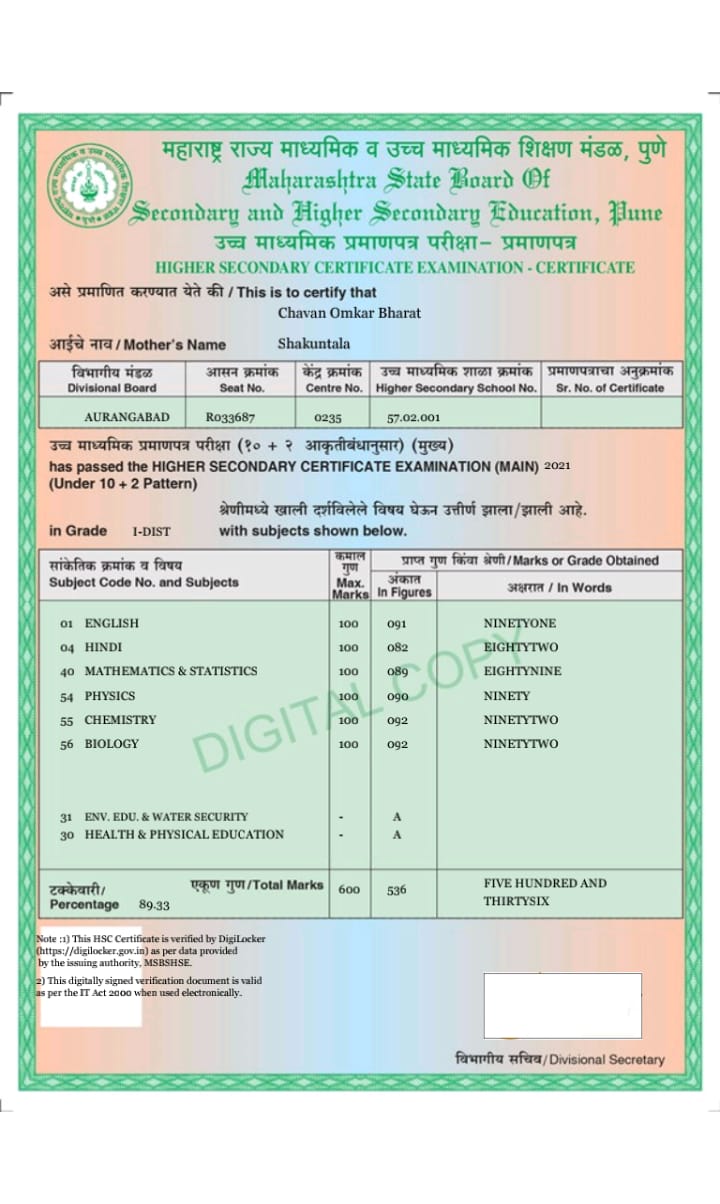 महाराष्ट्र राज्य माध्यमिक व उच्च माध्यमिक शिक्षण मंडळ, पुणे
Maharashtra State Board Of
Secondary and Higher Secondary Education, Pune
उच्च माध्यमिक प्रमाणपत्र परीक्षा– प्रमाणपत्र
HIGHER SECONDARY CERTIFICATE EXAMINATION - CERTIFICATE
असे प्रमाणित करण्यात येते की / This is to certify that
Chavan Omkar Bharat
आईचे नाव / Mother's Name Shakuntala
विभागीय मंडळ आसन क्रमांक केंद्र क्रमांक उच्च माध्यमिक शाळा क्रमांक प्रमाणपत्राचा अनुक्रमांक
Divisional Board Seat No. Centre No. Higher Secondary School No. Sr. No. of Certificate
AURANGABAD R033687 0235 57.02.001
उच्च माध्यमिक प्रमाणपत्र परीक्षा (१० + २ आकृतीबंधानुसार) (मुख्य)
has passed the HIGHER SECONDARY CERTIFICATE EXAMINATION (MAIN) 2021
(Under 10 + 2 Pattern)
श्रेणीमध्ये खाली दर्शविलेले विषय घेऊन उत्तीर्ण झाला/झाली आहे.
in Grade I-DIST with subjects shown below.
सांकेतिक क्रमांक व विषय कमाल गुण प्राप्त गुण किंवा श्रेणी/Marks or Grade Obtained
Subject Code No. and Subjects Max. Marks अंकात In Figures अक्षरात / In Words
01 ENGLISH 100 091 NINETYONE
04 HINDI 100 082 EIGHTYTWO
40 MATHEMATICS & STATISTICS 100 089 EIGHTYNINE
54 PHYSICS 100 090 NINETY
55 CHEMISTRY 100 092 NINETYTWO
56 BIOLOGY 100 092 NINETYTWO
DIGITAL COPY
31 ENV. EDU. & WATER SECURITY - A
30 HEALTH & PHYSICAL EDUCATION - A
टक्केवारी/ एकूण गुण/Total Marks 600 536 FIVE HUNDRED AND
Percentage 89.33 THIRTYSIX
Note :1) This HSC Certificate is verified by DigiLocker
(https://digilocker.gov.in) as per data provided
by the issuing authority, MSBSHSE.
2) This digitally signed verification document is valid
as per the IT Act 2000 when used electronically.
विभागीय सचिव/Divisional Secretary